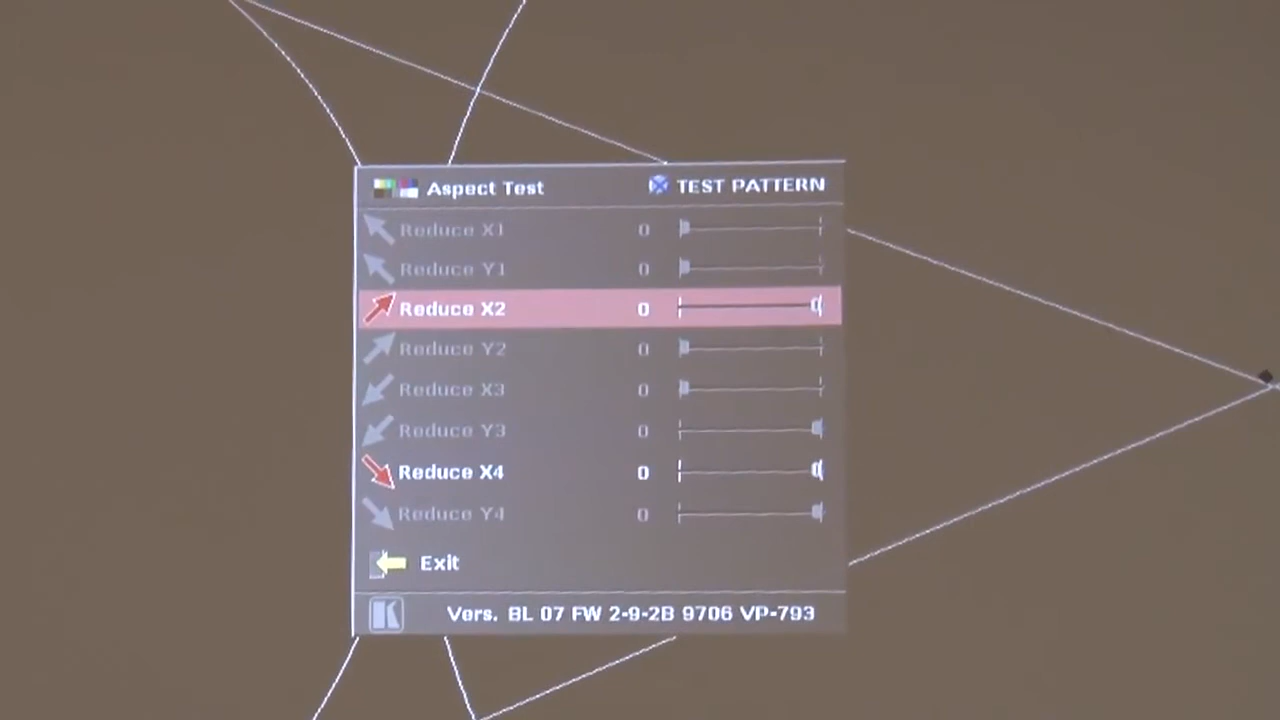 Aspect Test TEST PATTERN
Reduce X1 0
Reduce Y1 0
Reduce X2 0
Reduce Y2 0
Reduce X3 0
Reduce Y3 0
Reduce X4 0
Reduce Y4 0
Exit
K Vers. BL 07 FW 2-9-2B 9706 VP-793